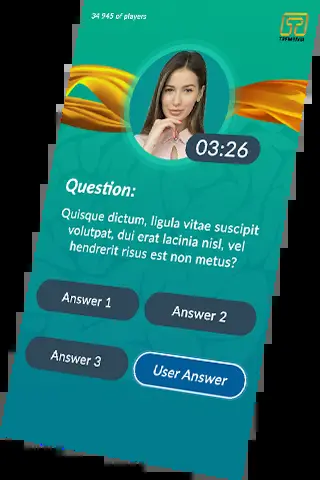 34 945 of players
03:26
Question:
Quisque dictum, ligula vitae suscipit
volutpat, dui erat lacinia nisl, vel
hendrerit risus est non metus?
Answer 1
Answer 2
Answer 3
User Answer